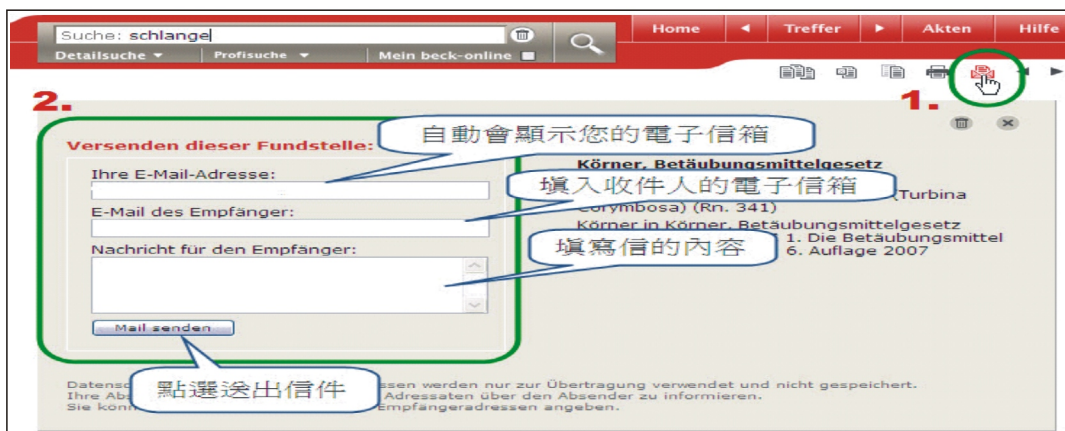 Suche: schlange
Home ◄ Treffer ► Akten Hilfe
Detailsuche ▼ Profisuche ▼ Mein beck-online
1.
2.
Versenden dieser Fundstelle:
自動會顯示您的電子信箱
Ihre E-Mail-Adresse:
E-Mail des Empfänger:
填入收件人的電子信箱
Nachricht für den Empfänger:
填寫信的內容
Mail senden
點選送出信件
Körner, Betäubungsmittelgesetz
(Turbina
Corymbosa) (Rn. 341)
Körner in Körner, Betäubungsmittelgesetz
1. Die Betäubungsmittel
6. Auflage 2007
werden nur zur Übertragung verwendet und nicht gespeichert.
Ihre Adressaten über den Absender zu informieren.
Sie Empfängeradressen angeben.